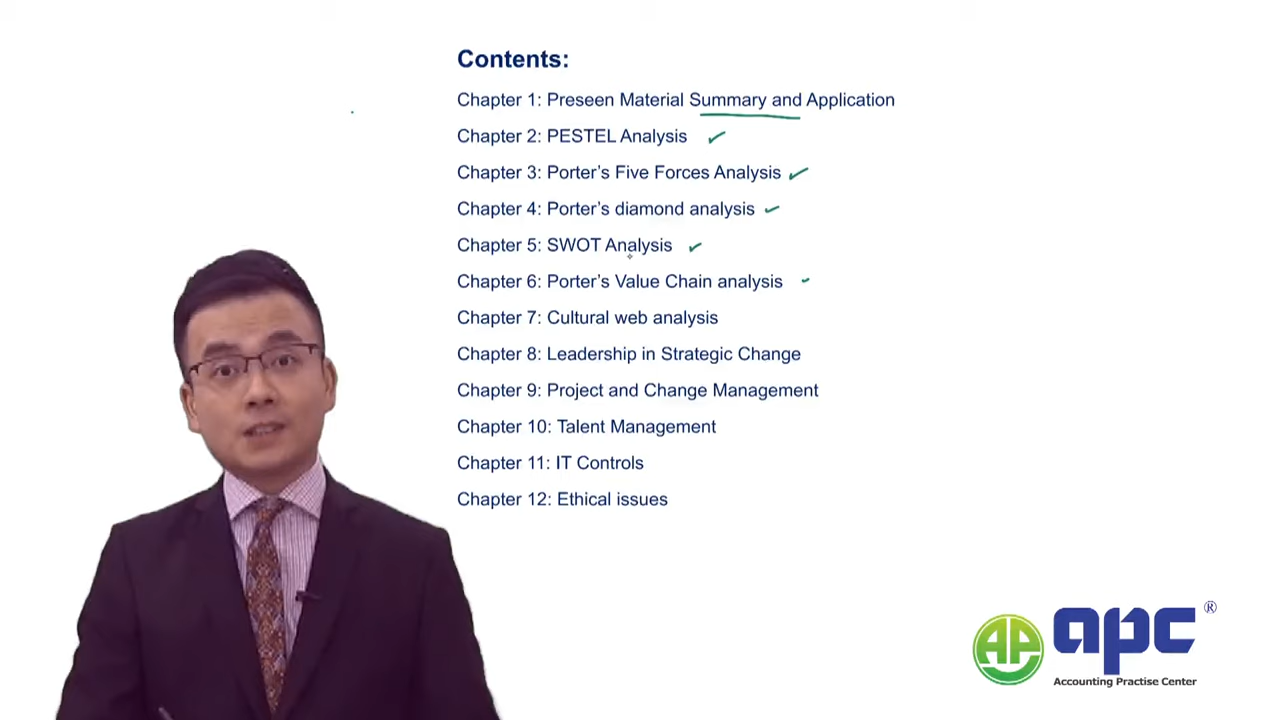 Contents:
Chapter 1: Preseen Material Summary and Application
Chapter 2: PESTEL Analysis
Chapter 3: Porter's Five Forces Analysis
Chapter 4: Porter's diamond analysis
Chapter 5: SWOT Analysis
Chapter 6: Porter's Value Chain analysis
Chapter 7: Cultural web analysis
Chapter 8: Leadership in Strategic Change
Chapter 9: Project and Change Management
Chapter 10: Talent Management
Chapter 11: IT Controls
Chapter 12: Ethical issues
AP apc ®
Accounting Practise Center